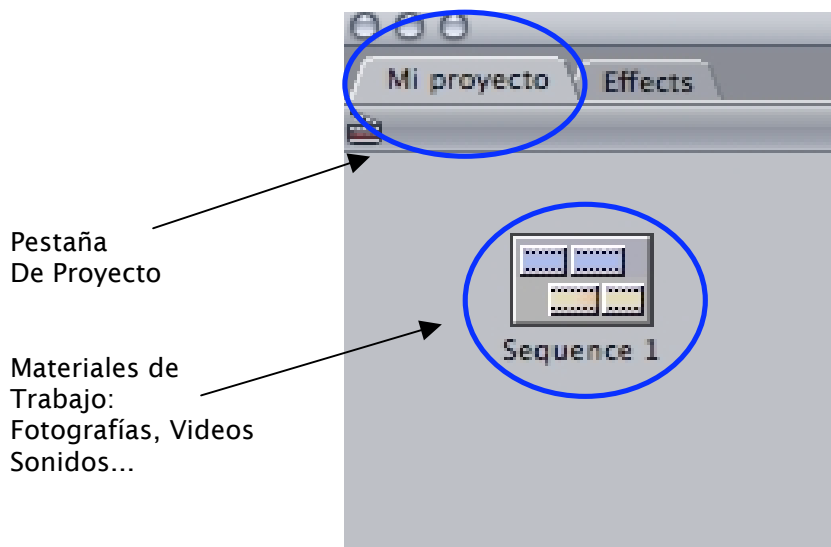 Mi proyecto
Effects
Pestaña
De Proyecto
Sequence 1
Materiales de
Trabajo:
Fotografías, Videos
Sonidos...